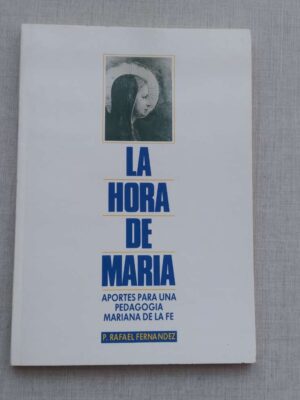 LA
HORA
DE
MARIA
APORTES PARA UNA
PEDAGOGIA
MARIANA DE LA FE
P. RAFAEL FERNANDEZ